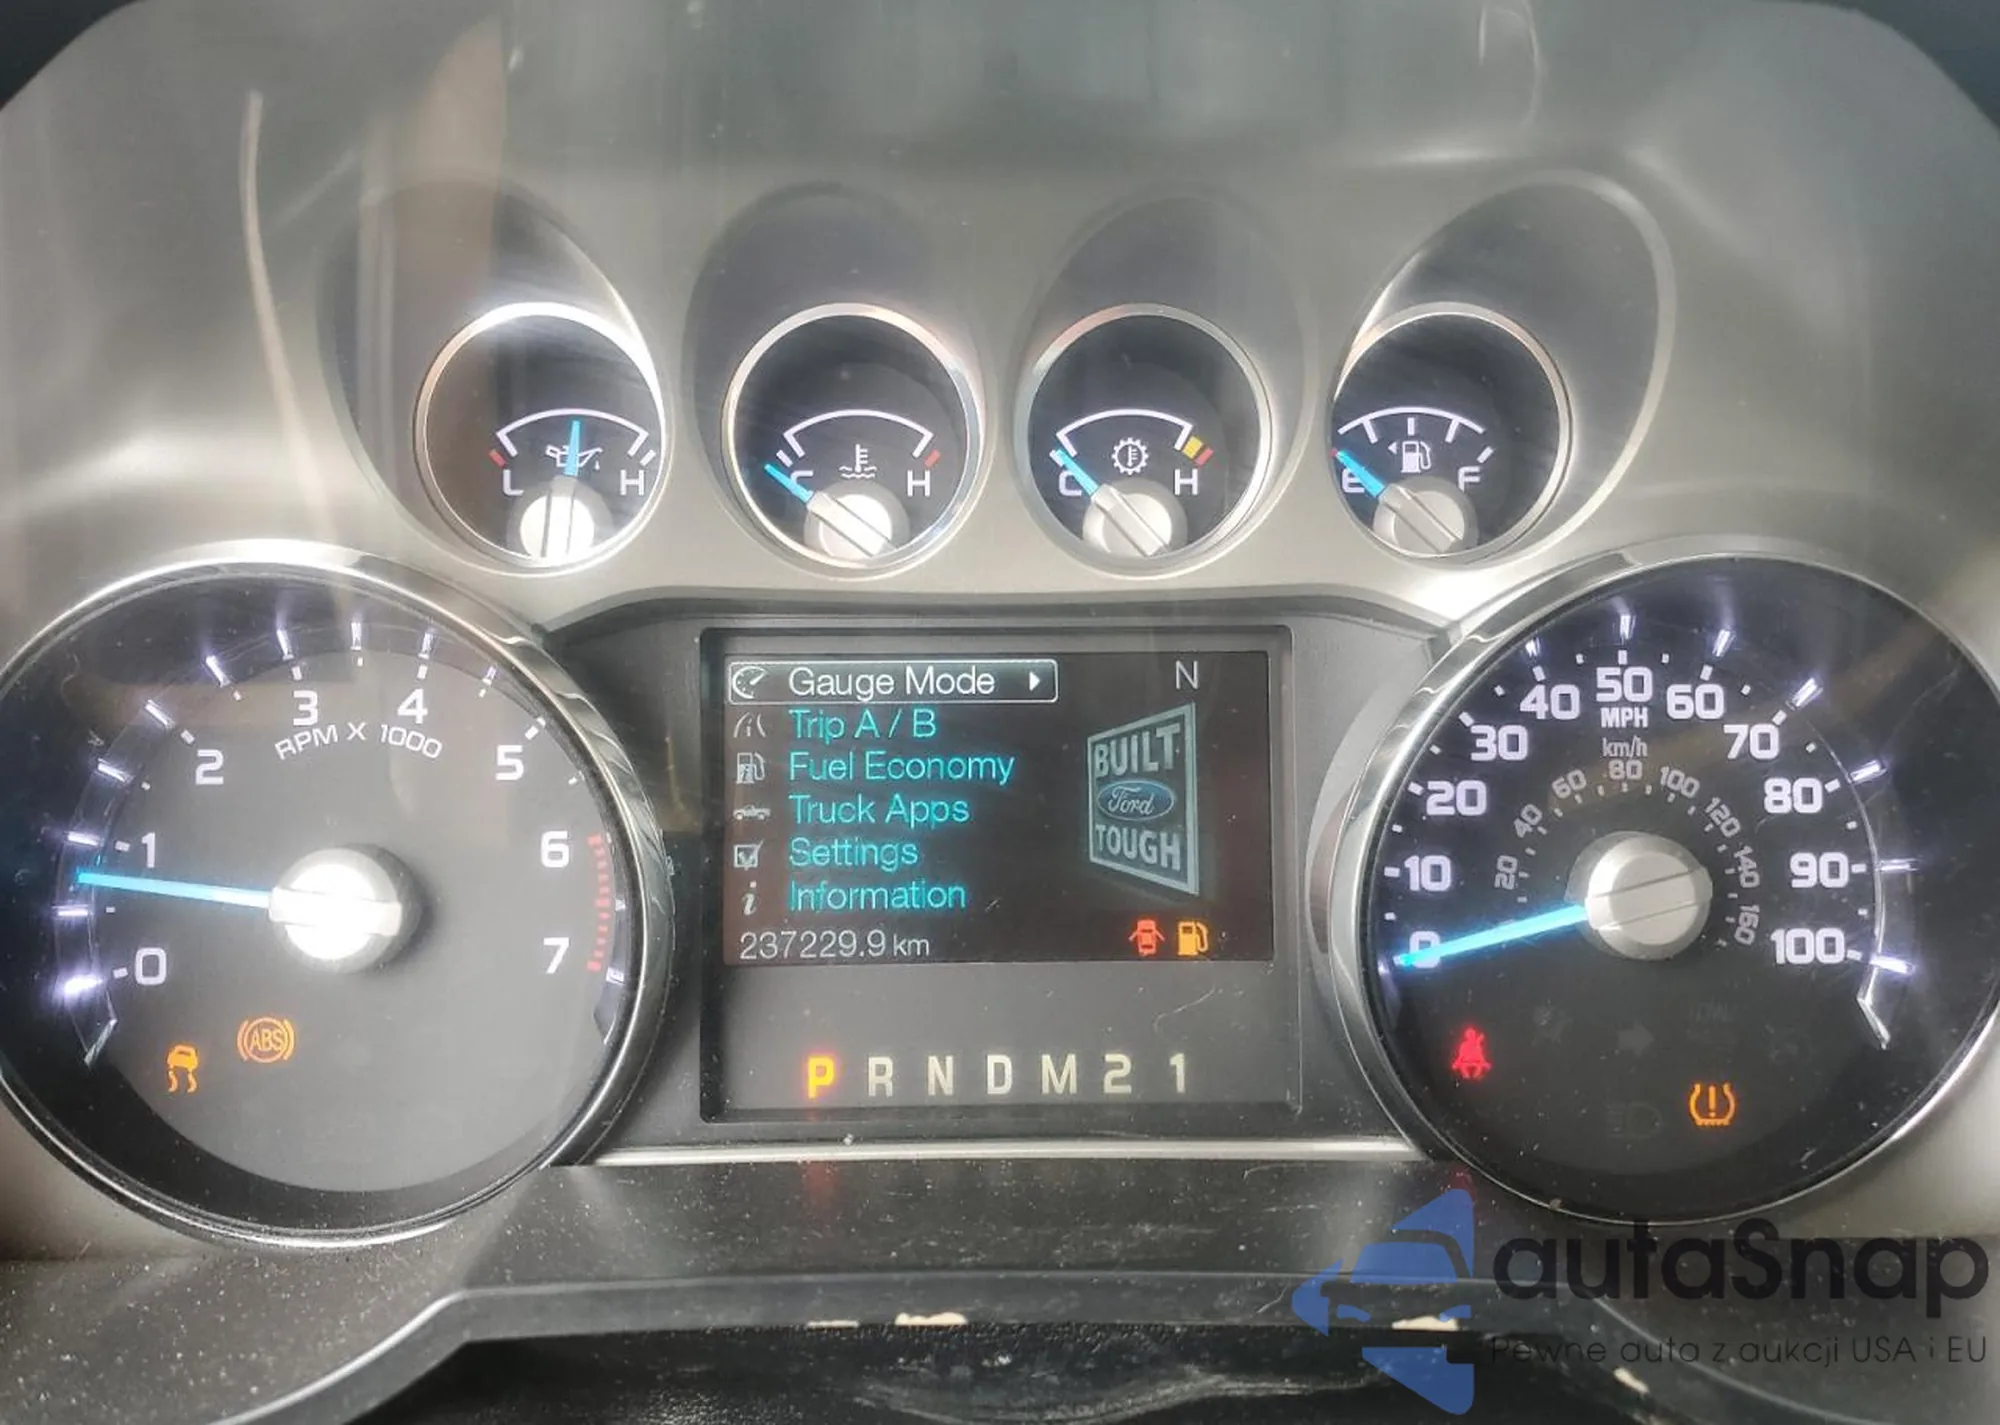 L H
C H
C H
E F
0 1 2 3 4 5 6 7
RPM X 1000
Gauge Mode
N
Trip A / B
Fuel Economy
Truck Apps
Settings
Information
BUILT
Ford
TOUGH
237229.9 km
P R N D M 2 1
ABS
0 10 20 30 40 50 60 70 80 90 100
MPH
km/h
20 40 60 80 100 120 140 160
autaSnap
Pewne auta z aukcji USA i EU